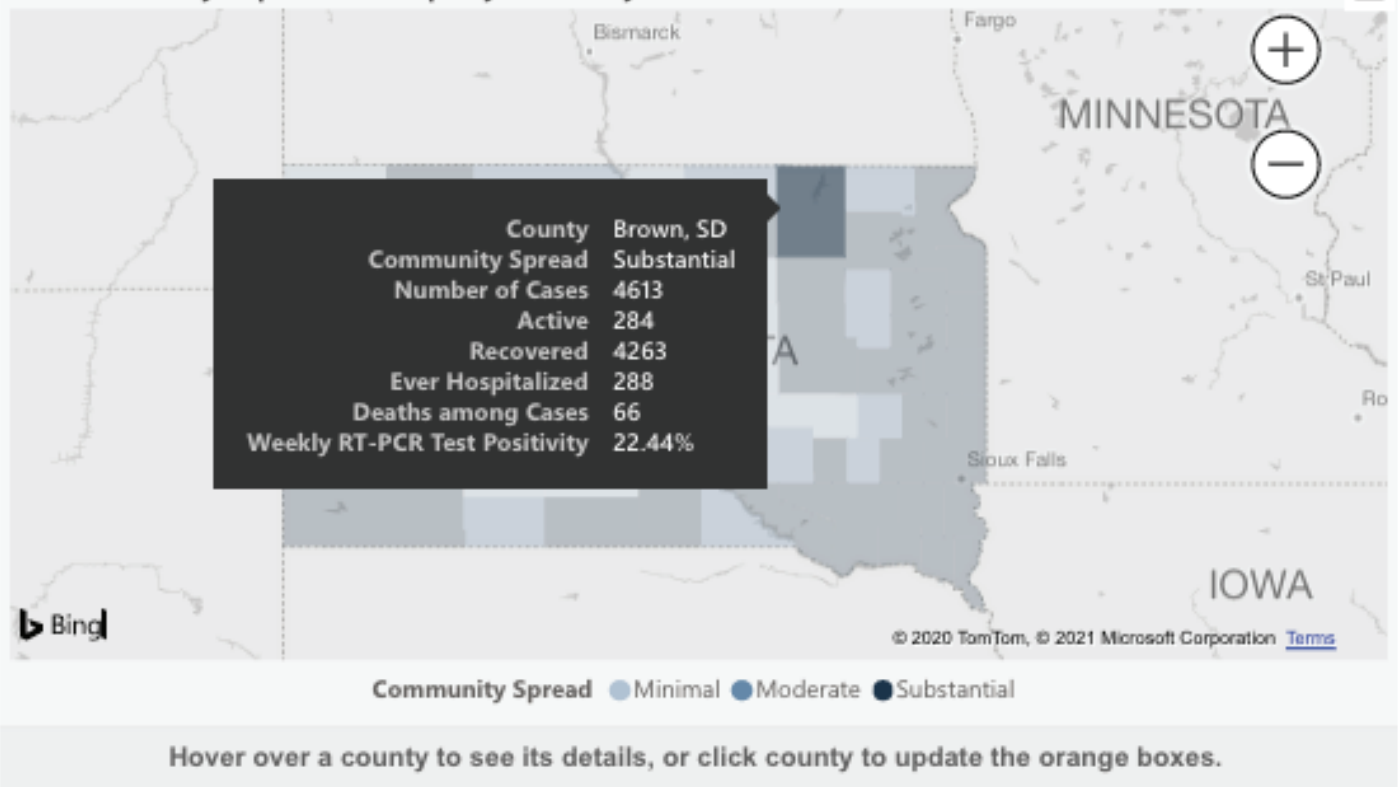 Bismarck
Fargo
+
MINNESOTA
−
County Brown, SD
Community Spread Substantial
Number of Cases 4613
Active 284
Recovered 4263
Ever Hospitalized 288
Deaths among Cases 66
Weekly RT-PCR Test Positivity 22.44%
St Paul
TA
Ro
Sioux Falls
IOWA
Bing
© 2020 TomTom, © 2021 Microsoft Corporation Terms
Community Spread Minimal Moderate Substantial
Hover over a county to see its details, or click county to update the orange boxes.